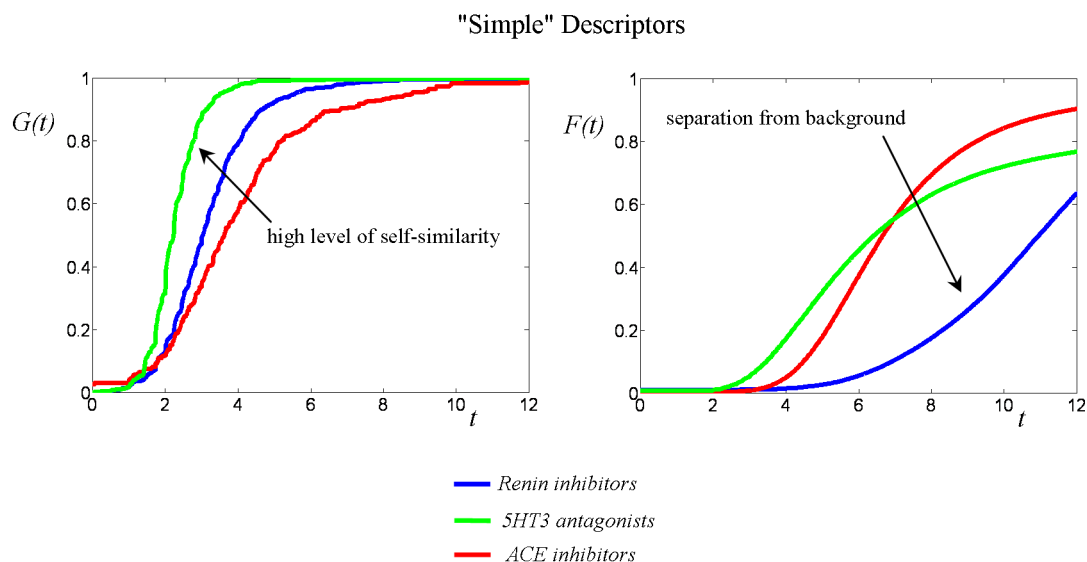 "Simple" Descriptors
G(t)
1
0.8
0.6
0.4
0.2
0
0 2 4 6 8 10 12
t
high level of self-similarity
F(t)
1
0.8
0.6
0.4
0.2
0
0 2 4 6 8 10 12
t
separation from background
Renin inhibitors
5HT3 antagonists
ACE inhibitors